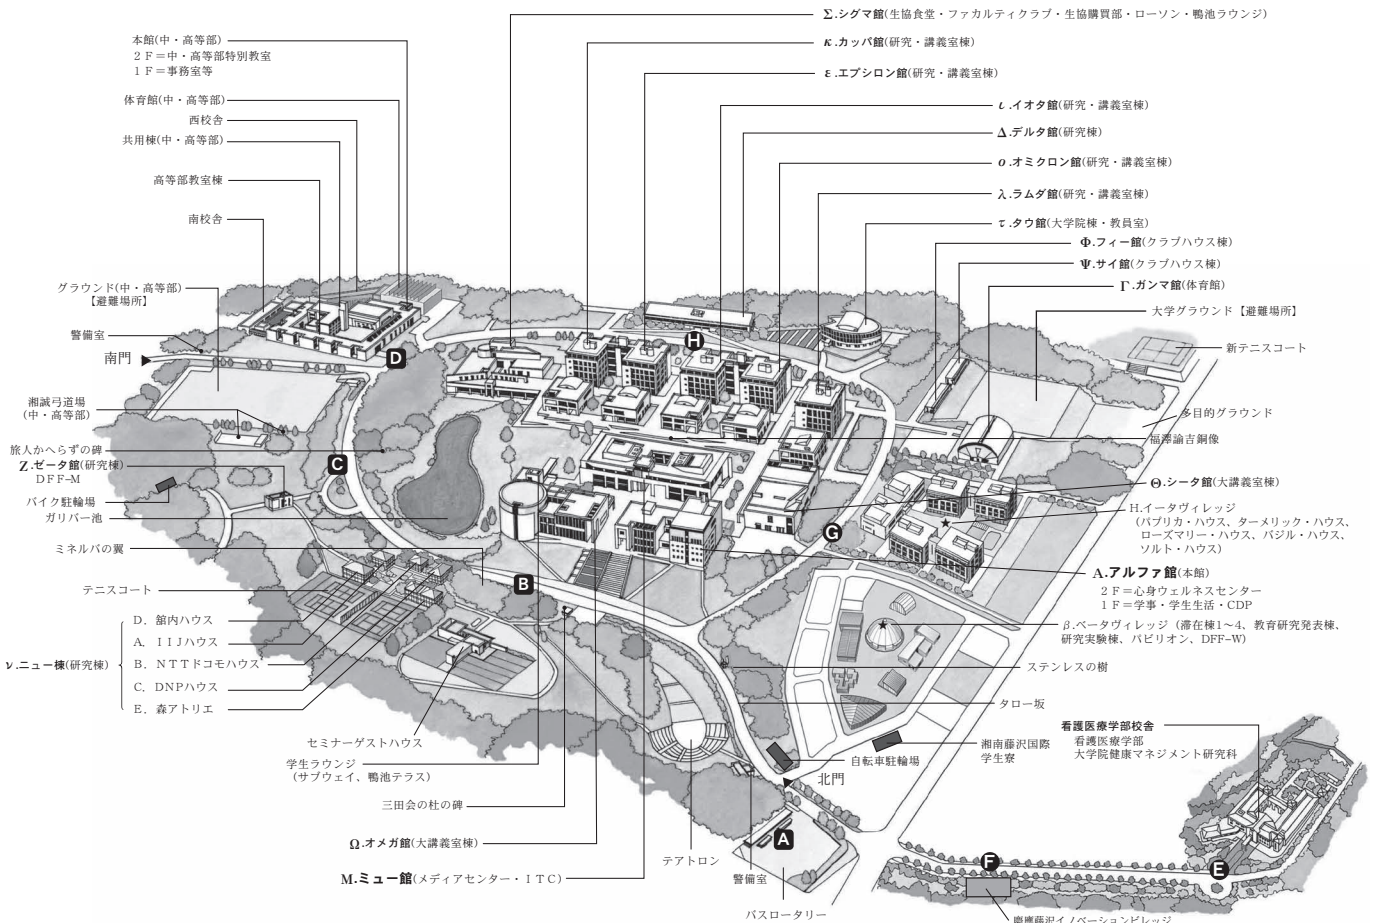 Σ.シグマ館(生協食堂・ファカルティクラブ・生協購買部・ローソン・鴨池ラウンジ)
κ.カッパ館(研究・講義室棟)
ε.エプシロン館(研究・講義室棟)
ι.イオタ館(研究・講義室棟)
Δ.デルタ館(研究棟)
ο.オミクロン館(研究・講義室棟)
λ.ラムダ館(研究・講義室棟)
τ.タウ館(大学院棟・教員室)
Φ.フィー館(クラブハウス棟)
Ψ.サイ館(クラブハウス棟)
Γ.ガンマ館(体育館)
大学グラウンド【避難場所】
新テニスコート
多目的グラウンド
福澤諭吉銅像
Θ.シータ館(大講義室棟)
H.イータヴィレッジ
(パプリカ・ハウス、ターメリック・ハウス、
ローズマリー・ハウス、バジル・ハウス、
ソルト・ハウス)
A.アルファ館(本館)
2F=心身ウェルネスセンター
1F=学事・学生生活・CDP
β.ベータヴィレッジ(滞在棟1~4、教育研究発表棟、
研究実験棟、パビリオン、DFF-W)
ステンレスの樹
タロー坂
湘南藤沢国際
学生寮
自転車駐輪場
北門
看護医療学部校舎
看護医療学部
大学院健康マネジメント研究科
本館(中・高等部)
2F=中・高等部特別教室
1F=事務室等
体育館(中・高等部)
西校舎
共用棟(中・高等部)
高等部教室棟
南校舎
グラウンド(中・高等部)
【避難場所】
警備室
南門
湘誠弓道場
(中・高等部)
旅人かへらずの碑
Z.ゼータ館(研究棟)
DFF-M
バイク駐輪場
ガリバー池
ミネルバの翼
テニスコート
ν.ニュー棟(研究棟)
D. 舘内ハウス
A. IIJハウス
B. NTTドコモハウス
C. DNPハウス
E. 森アトリエ
セミナーゲストハウス
学生ラウンジ
(サブウェイ、鴨池テラス)
三田会の杜の碑
Ω.オメガ館(大講義室棟)
M.ミュー館(メディアセンター・ITC)
テアトロン
警備室
バスロータリー
慶應藤沢イノベーションビレッジ
A
B
C
D
E
F
G
H